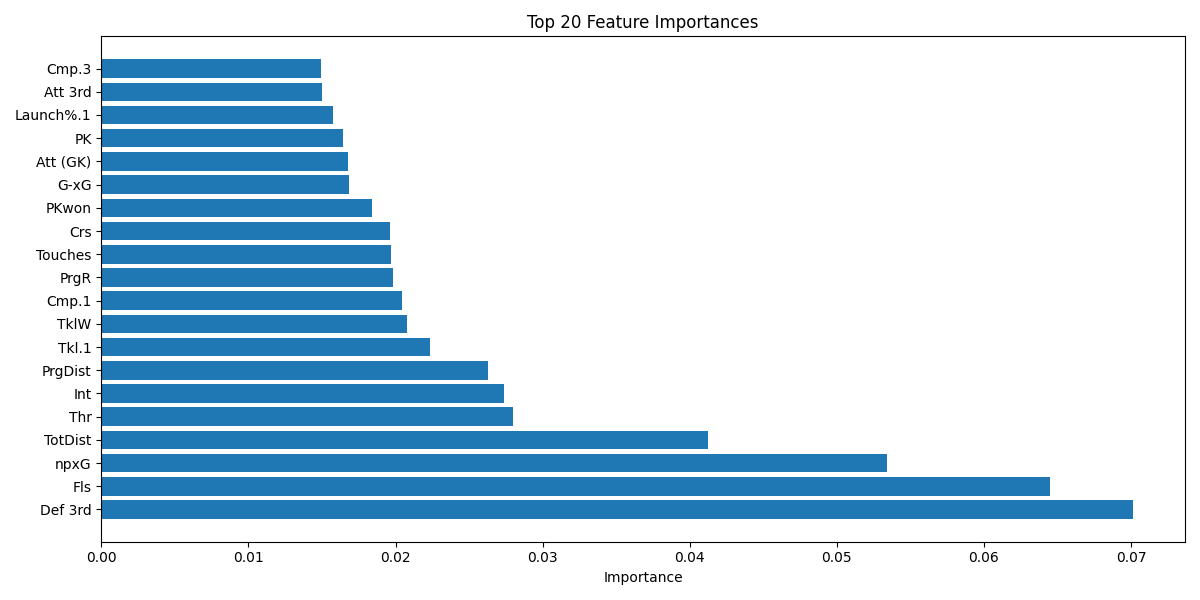 Top 20 Feature Importances
Cmp.3
Att 3rd
Launch%.1
PK
Att (GK)
G-xG
PKwon
Crs
Touches
PrgR
Cmp.1
TklW
Tkl.1
PrgDist
Int
Thr
TotDist
npxG
Fls
Def 3rd
0.00 0.01 0.02 0.03 0.04 0.05 0.06 0.07
Importance